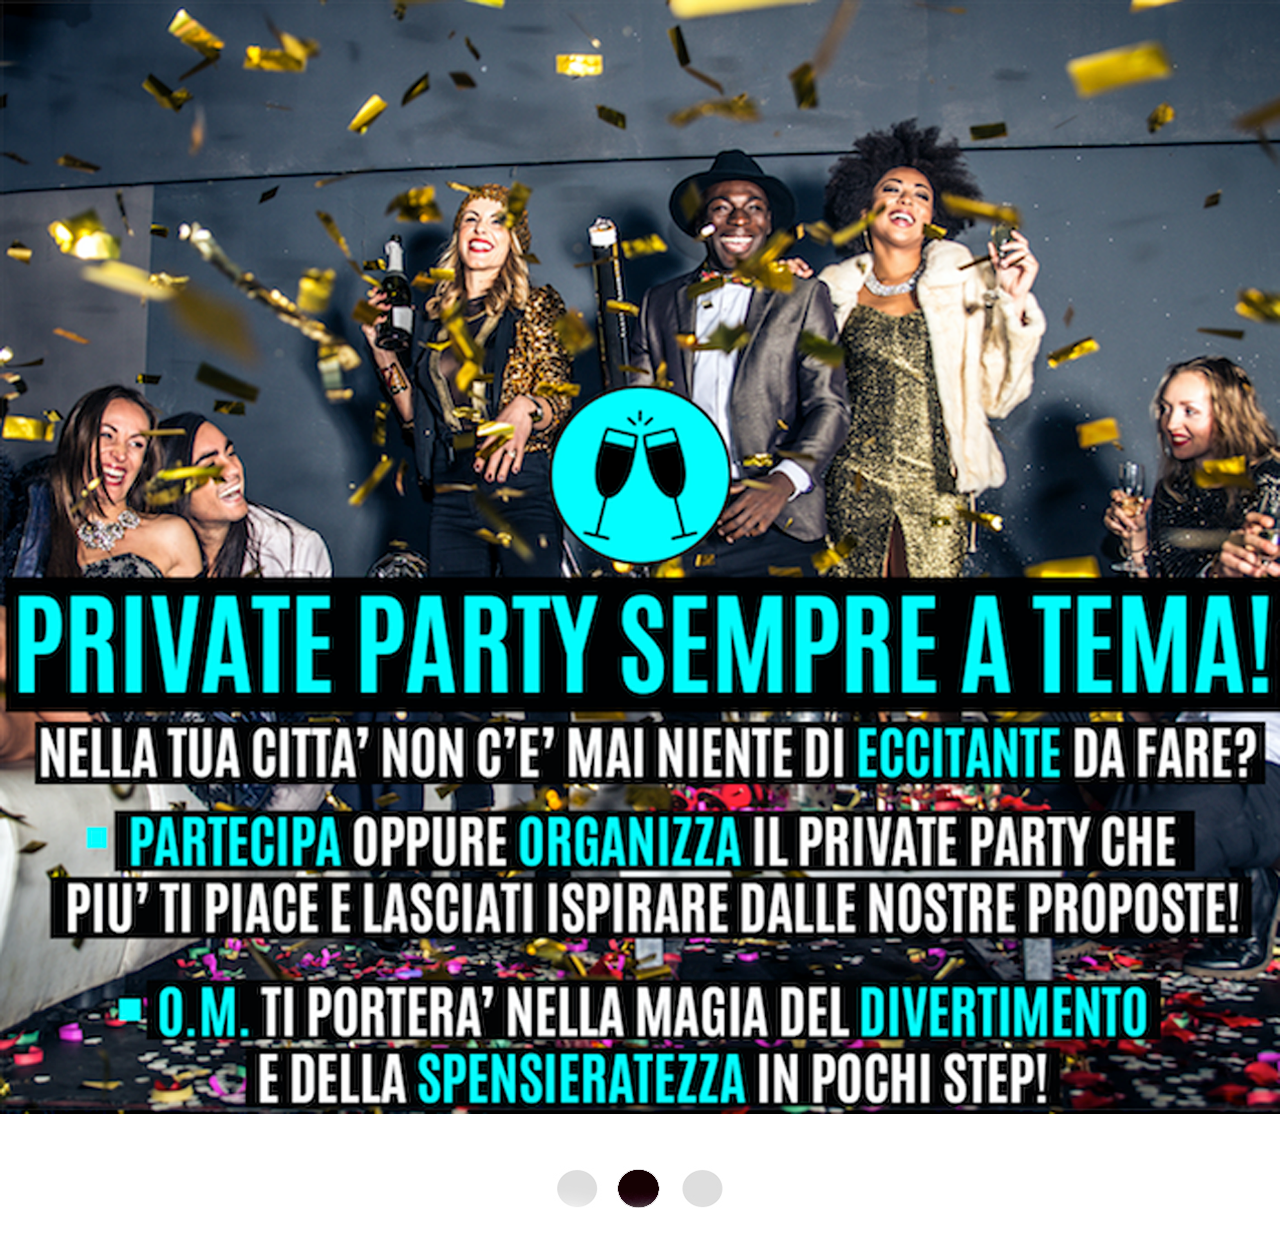 PRIVATE PARTY SEMPRE A TEMA!
NELLA TUA CITTA’ NON C’E’ MAI NIENTE DI ECCITANTE DA FARE?
PARTECIPA OPPURE ORGANIZZA IL PRIVATE PARTY CHE
PIU’ TI PIACE E LASCIATI ISPIRARE DALLE NOSTRE PROPOSTE!
O.M. TI PORTERA’ NELLA MAGIA DEL DIVERTIMENTO
E DELLA SPENSIERATEZZA IN POCHI STEP!